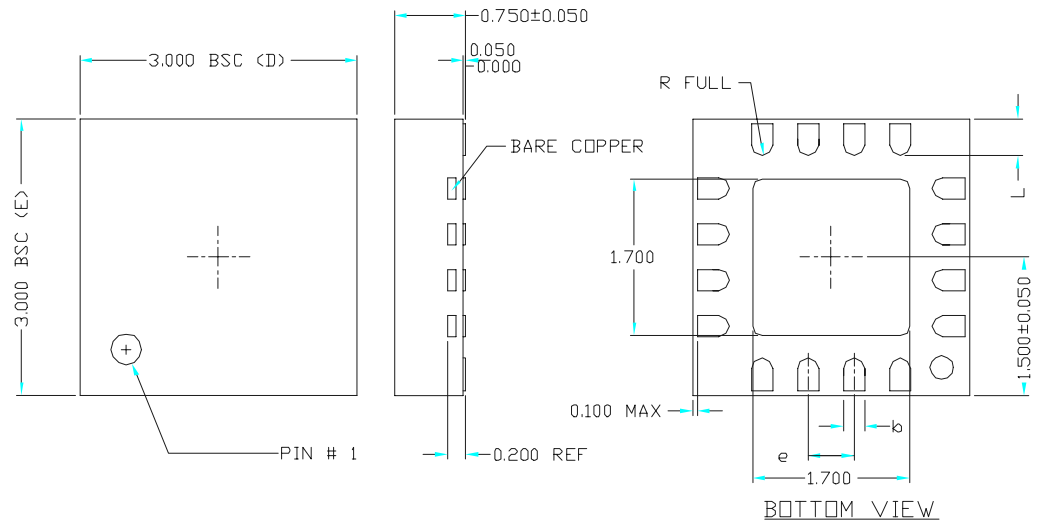 0.750±0.050
3.000 BSC (D)
0.050
0.000
R FULL
BARE COPPER
3.000 BSC (E)
L
1.700
1.500±0.050
0.100 MAX
b
PIN # 1
0.200 REF
e
1.700
BOTTOM VIEW